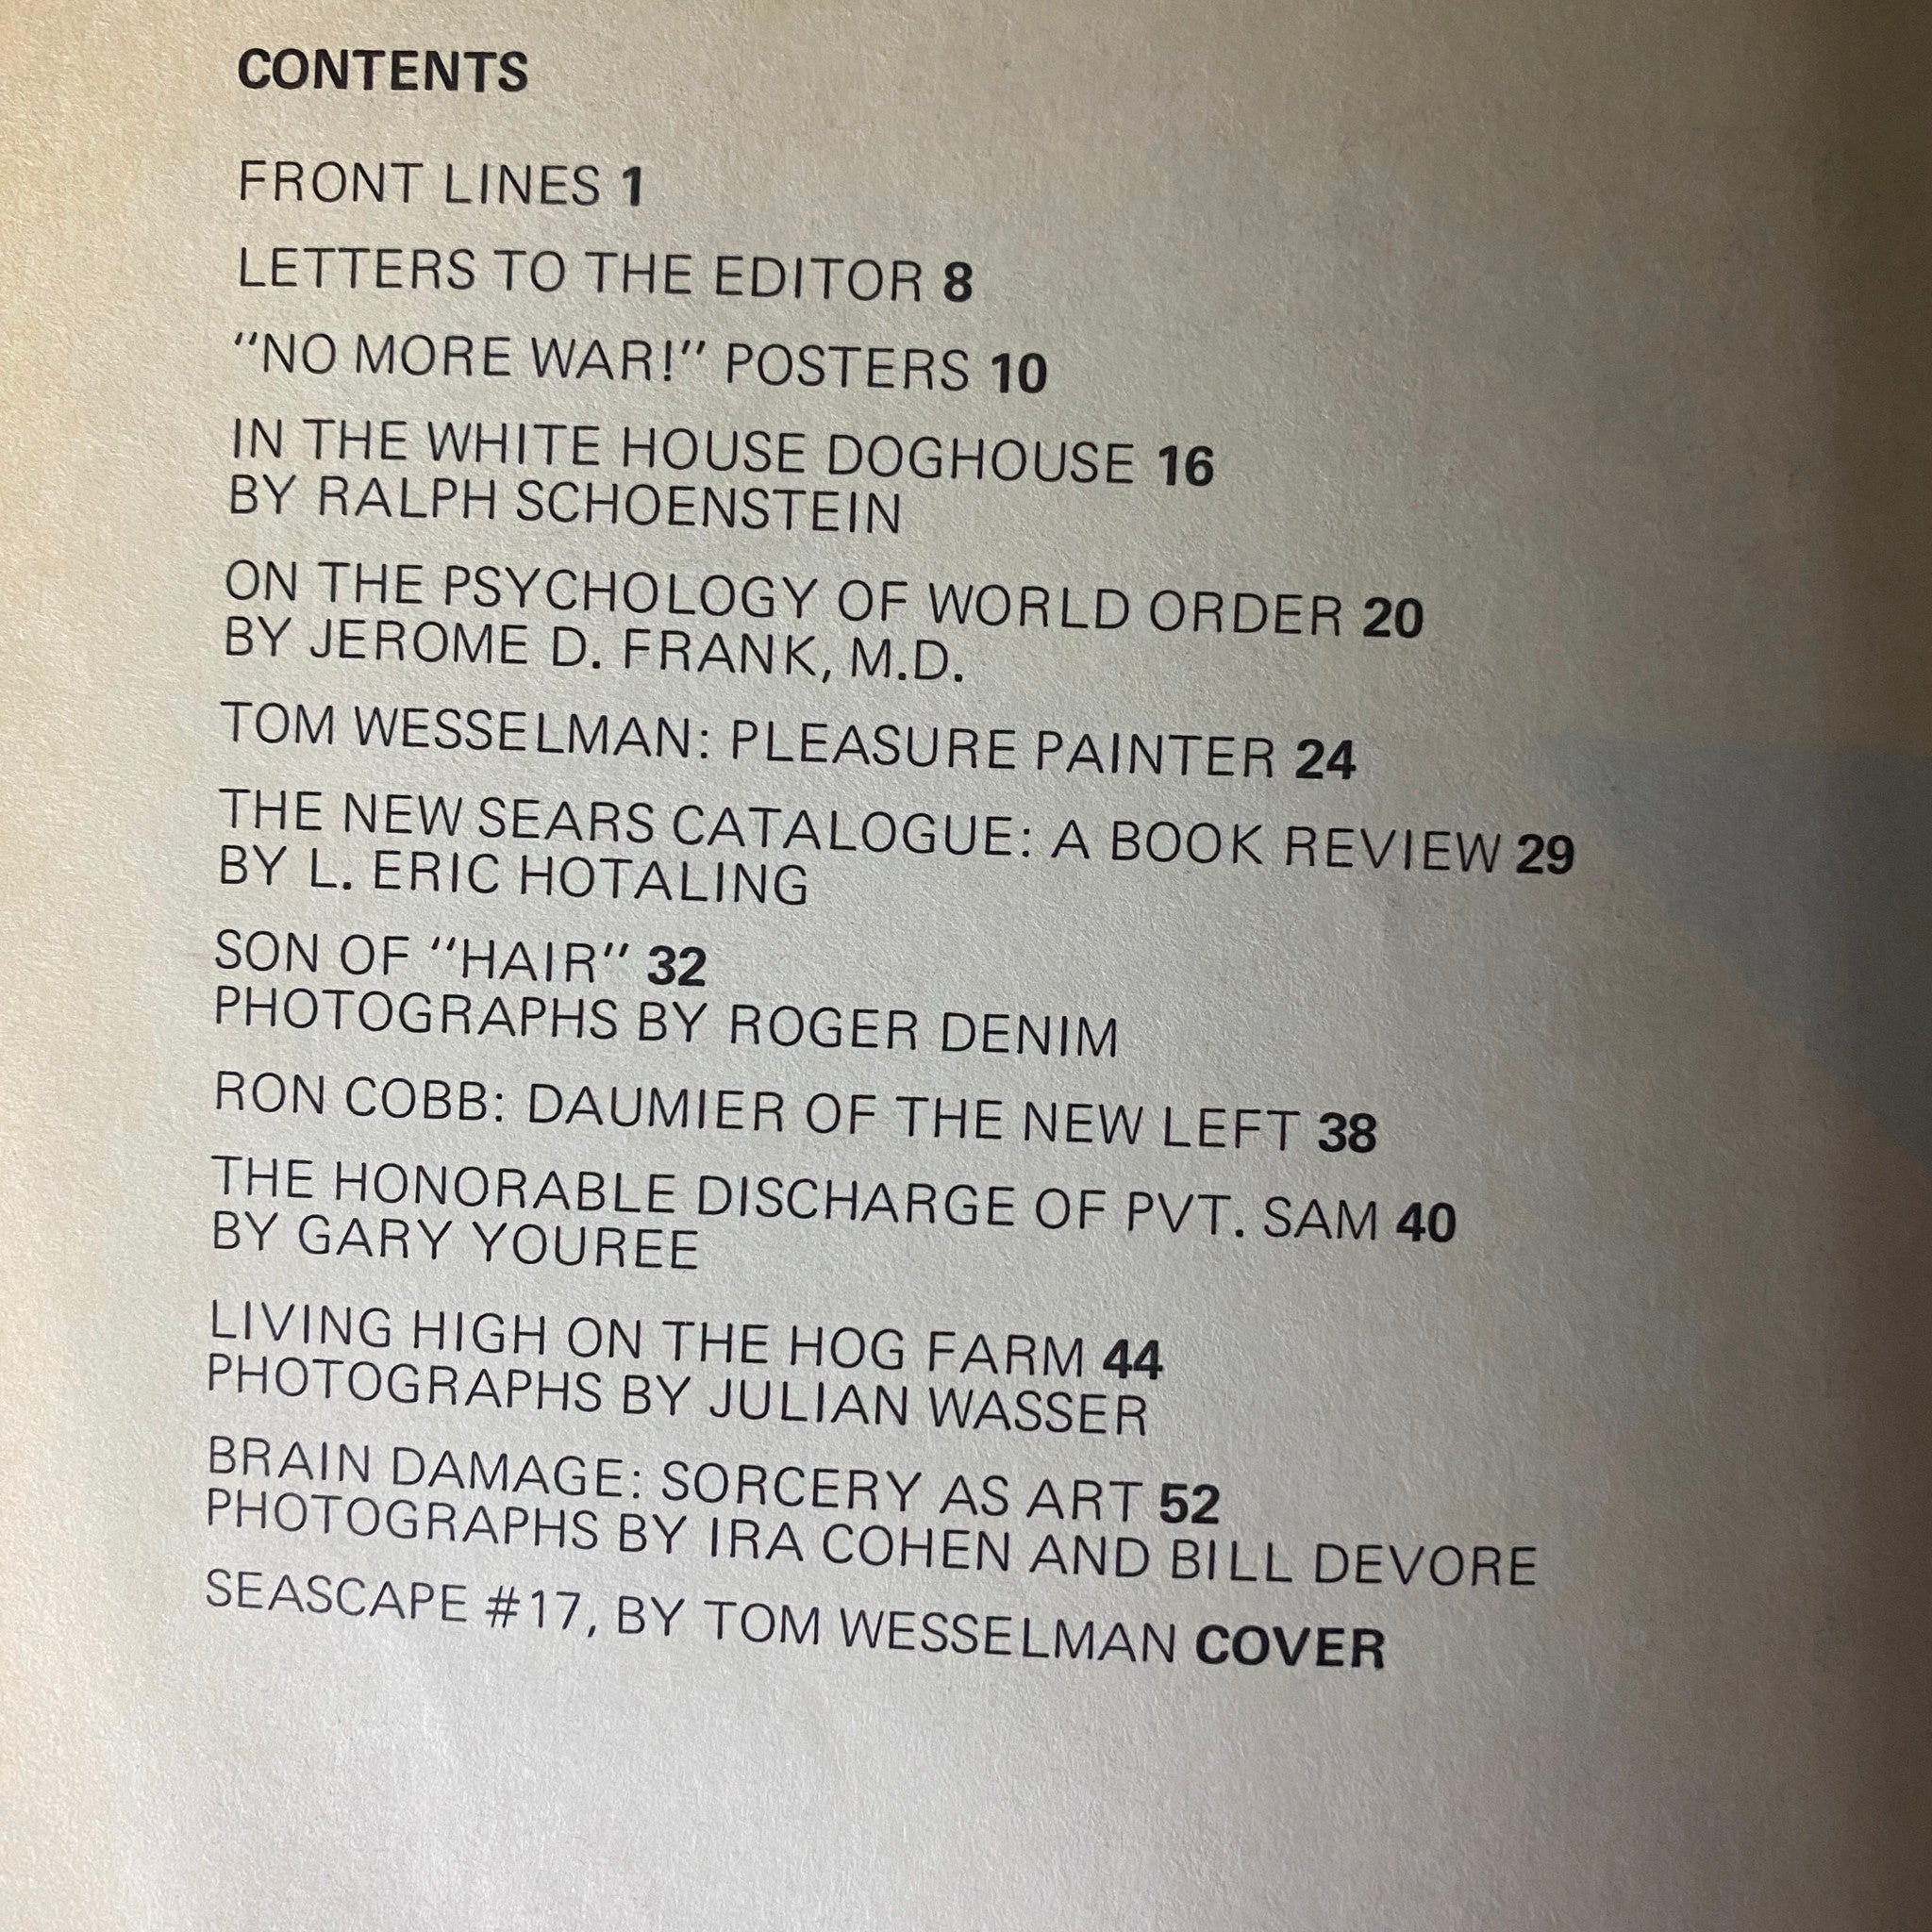 CONTENTS
FRONT LINES 1
LETTERS TO THE EDITOR 8
"NO MORE WAR!" POSTERS 10
IN THE WHITE HOUSE DOGHOUSE 16
BY RALPH SCHOENSTEIN
ON THE PSYCHOLOGY OF WORLD ORDER 20
BY JEROME D. FRANK, M.D.
TOM WESSELMAN: PLEASURE PAINTER 24
THE NEW SEARS CATALOGUE: A BOOK REVIEW 29
BY L. ERIC HOTALING
SON OF "HAIR" 32
PHOTOGRAPHS BY ROGER DENIM
RON COBB: DAUMIER OF THE NEW LEFT 38
THE HONORABLE DISCHARGE OF PVT. SAM 40
BY GARY YOUREE
LIVING HIGH ON THE HOG FARM 44
PHOTOGRAPHS BY JULIAN WASSER
BRAIN DAMAGE: SORCERY AS ART 52
PHOTOGRAPHS BY IRA COHEN AND BILL DEVORE
SEASCAPE #17, BY TOM WESSELMAN COVER